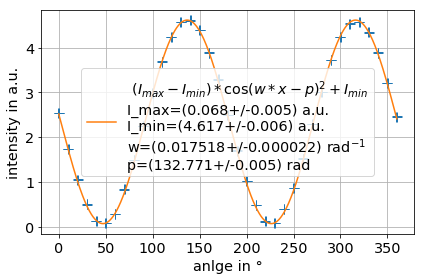 4
3
2
1
0
intensity in a.u.
(I_max − I_min) * cos(w * x − p)² + I_min
I_max=(0.068+/-0.005) a.u.
I_min=(4.617+/-0.006) a.u.
w=(0.017518+/-0.000022) rad⁻¹
p=(132.771+/-0.005) rad
0 50 100 150 200 250 300 350
anlge in °